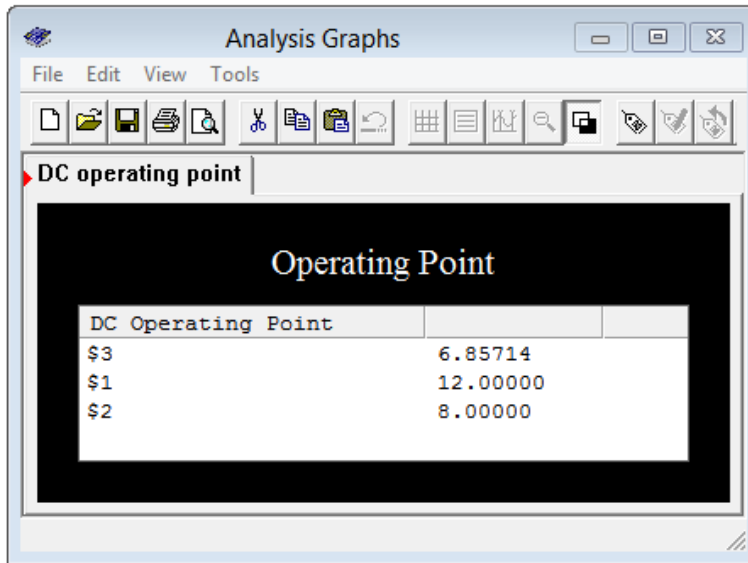 Analysis Graphs
File Edit View Tools
DC operating point
Operating Point
DC Operating Point
$3 6.85714
$1 12.00000
$2 8.00000